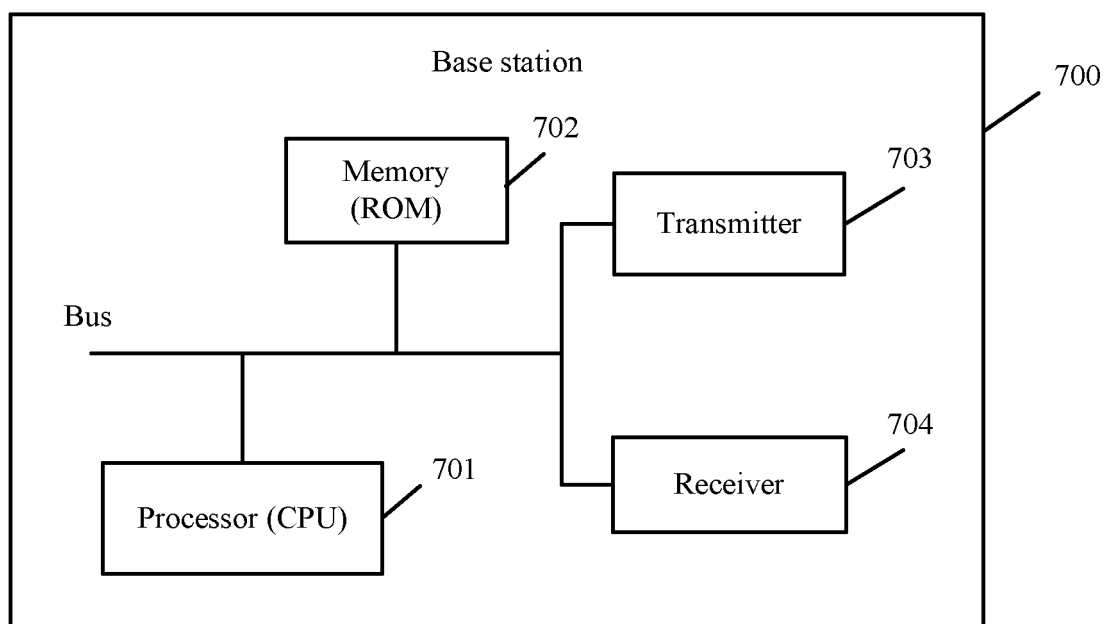 Base station
700
702
Memory
(ROM)
703
Transmitter
Bus
704
Receiver
701
Processor (CPU)